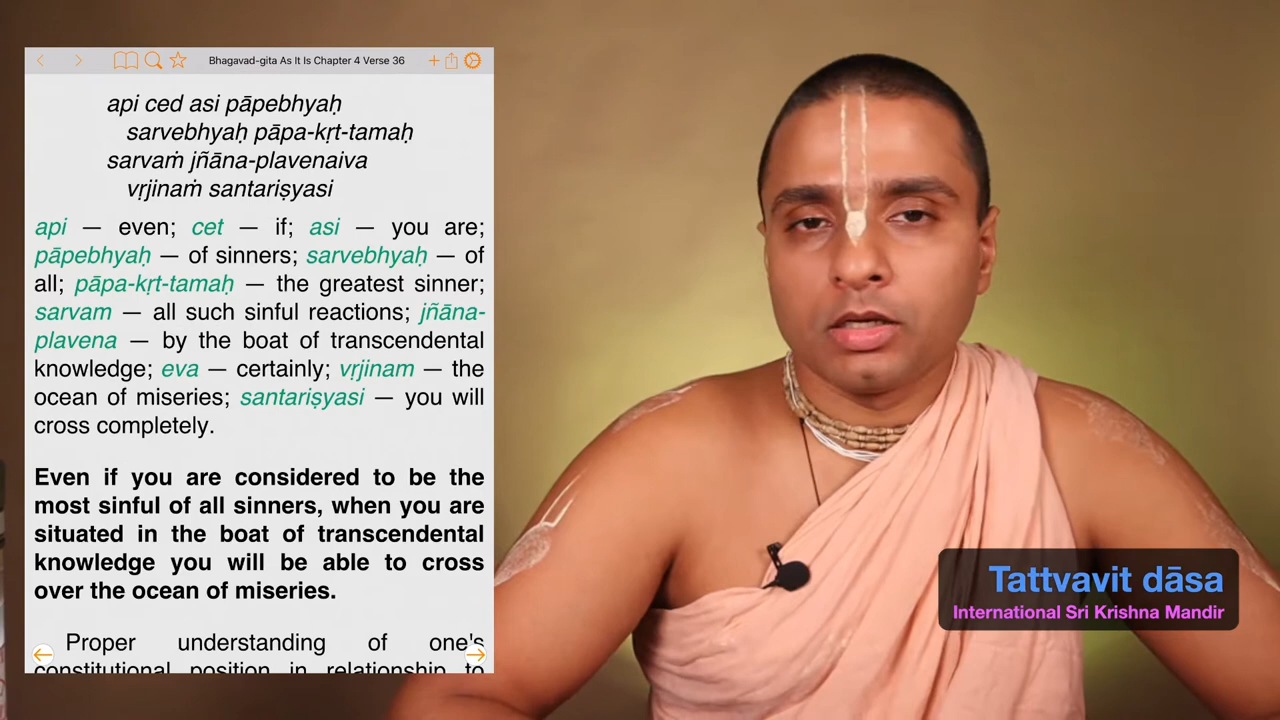 Bhagavad-gita As It Is Chapter 4 Verse 36
api ced asi pāpebhyaḥ
sarvebhyaḥ pāpa-kṛt-tamaḥ
sarvaṁ jñāna-plavenaiva
vṛjinaṁ santariṣyasi
api — even; cet — if; asi — you are;
pāpebhyaḥ — of sinners; sarvebhyaḥ — of
all; pāpa-kṛt-tamaḥ — the greatest sinner;
sarvam — all such sinful reactions; jñāna-
plavena — by the boat of transcendental
knowledge; eva — certainly; vṛjinam — the
ocean of miseries; santariṣyasi — you will
cross completely.
Even if you are considered to be the
most sinful of all sinners, when you are
situated in the boat of transcendental
knowledge you will be able to cross
over the ocean of miseries.
Proper understanding of one's
constitutional position in relationship to
Tattvavit dāsa
International Sri Krishna Mandir